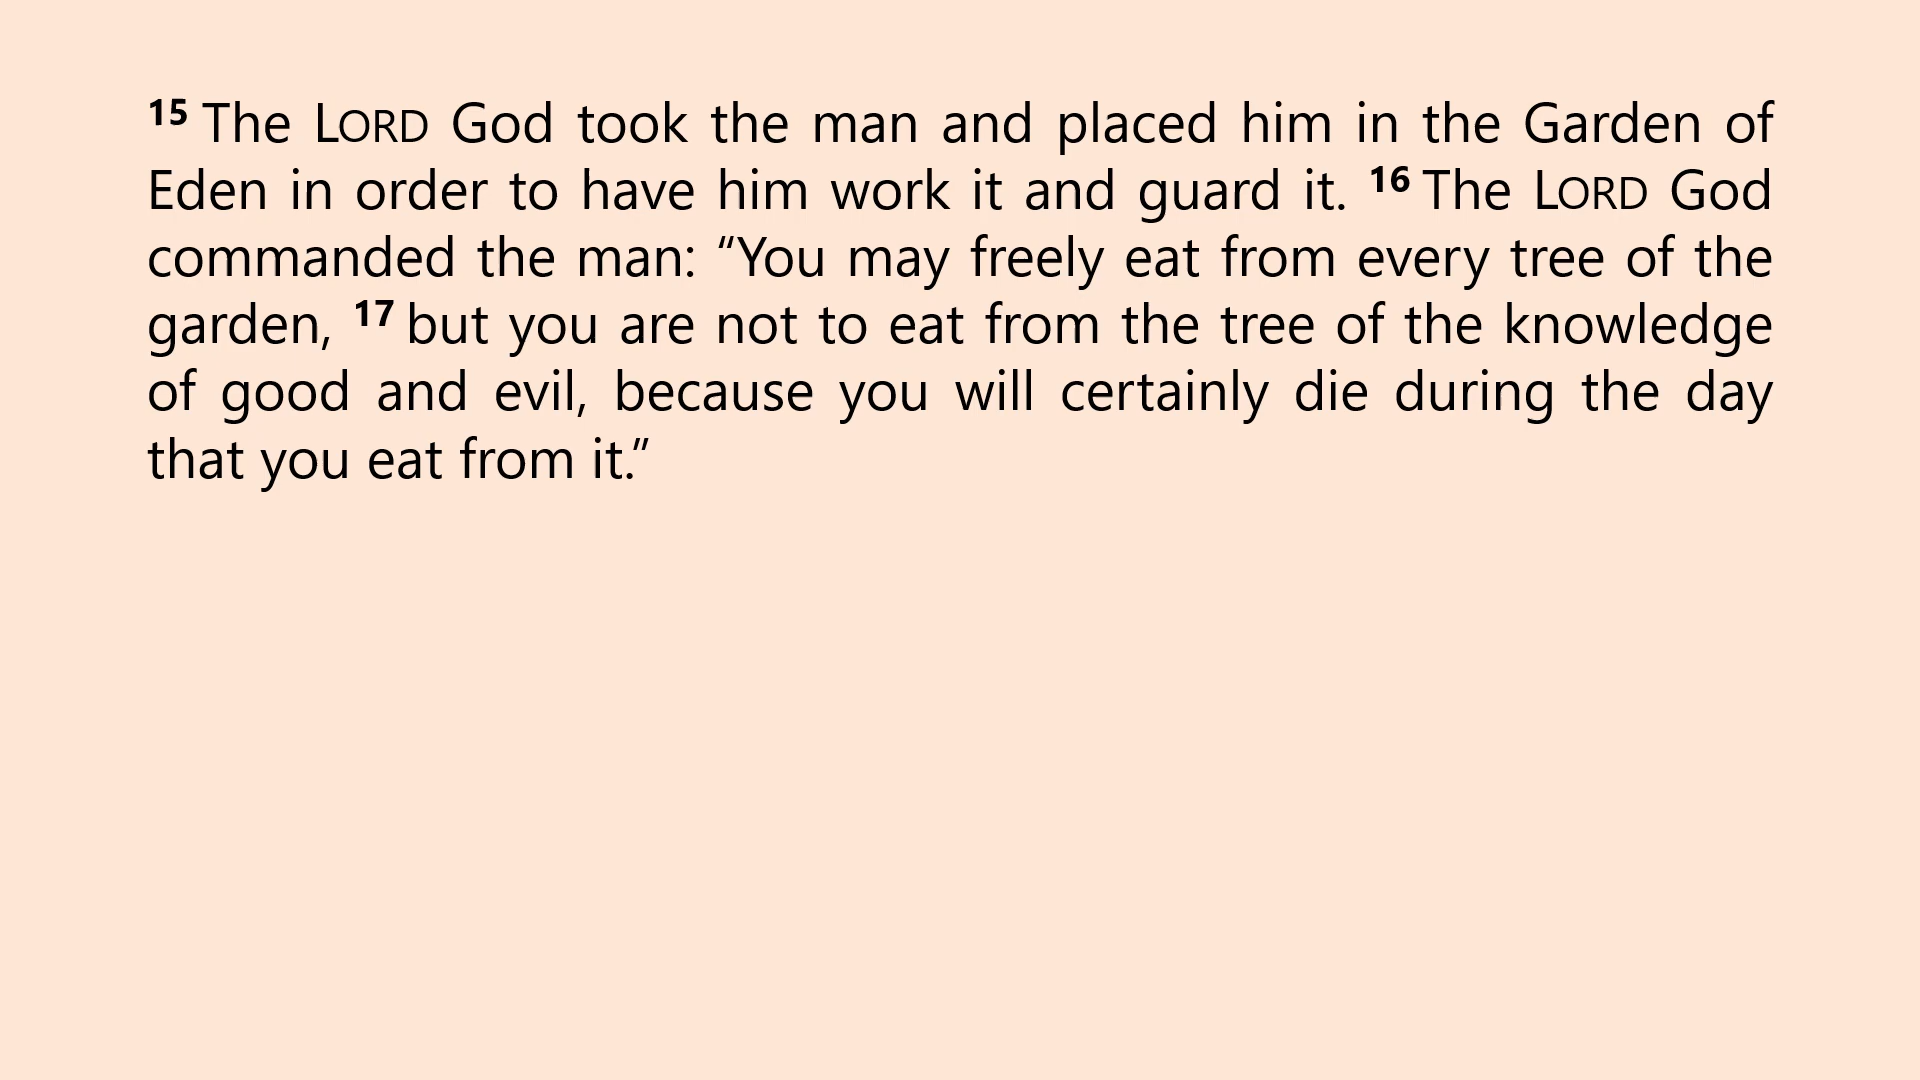 15 The LORD God took the man and placed him in the Garden of
Eden in order to have him work it and guard it. 16 The LORD God
commanded the man: “You may freely eat from every tree of the
garden, 17 but you are not to eat from the tree of the knowledge
of good and evil, because you will certainly die during the day
that you eat from it.”